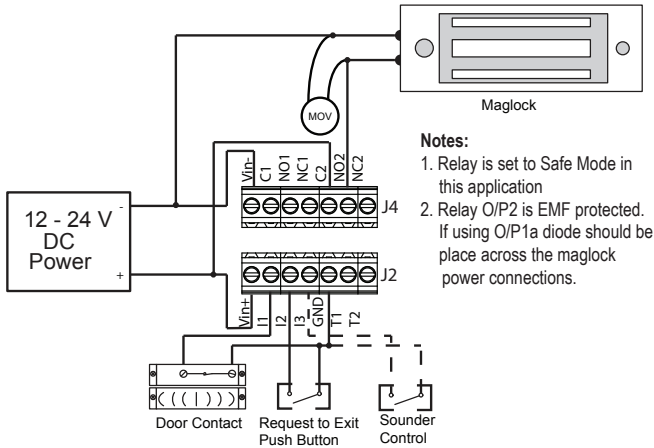 Maglock
MOV
Notes:
1. Relay is set to Safe Mode in
this application
2. Relay O/P2 is EMF protected.
If using O/P1a diode should be
place across the maglock
power connections.
Vin-
C1
NO1
NC1
C2
NO2
NC2
J4
12 - 24 V
DC
Power
-
+
J2
Vin+
I1
I2
I3
GND
T1
T2
Door Contact
Request to Exit
Push Button
Sounder
Control